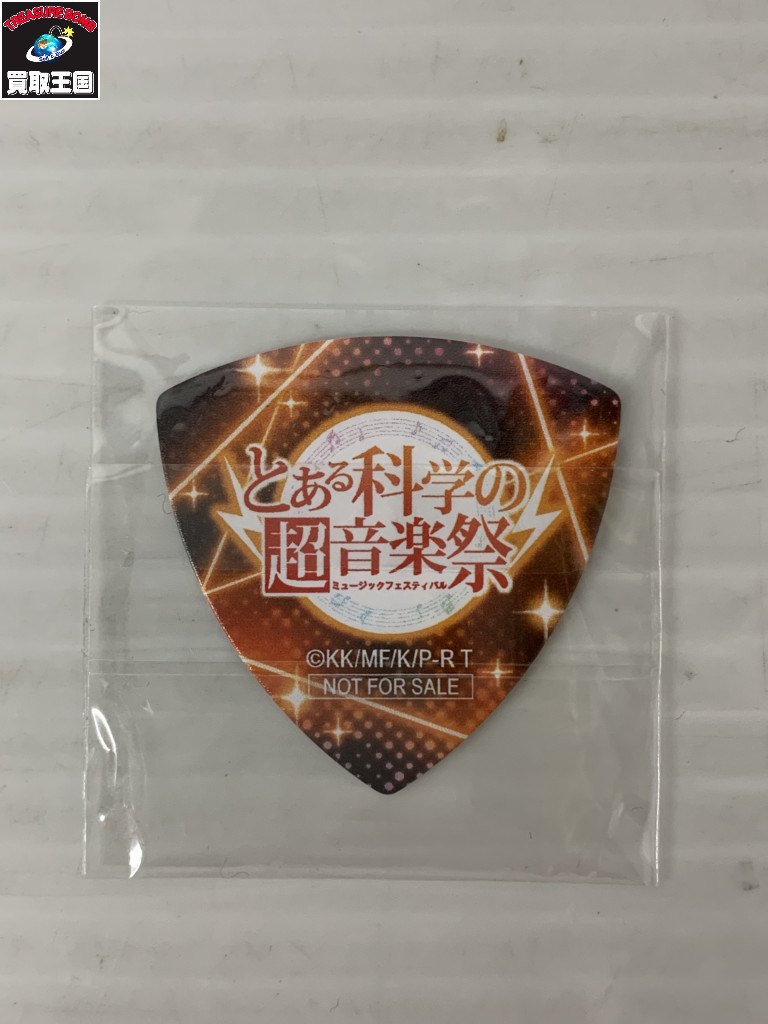 TREASURE BOMB
買取王国
とある科学の
超音楽祭
ミュージックフェスティバル
©KK/MF/K/P-R T
NOT FOR SALE